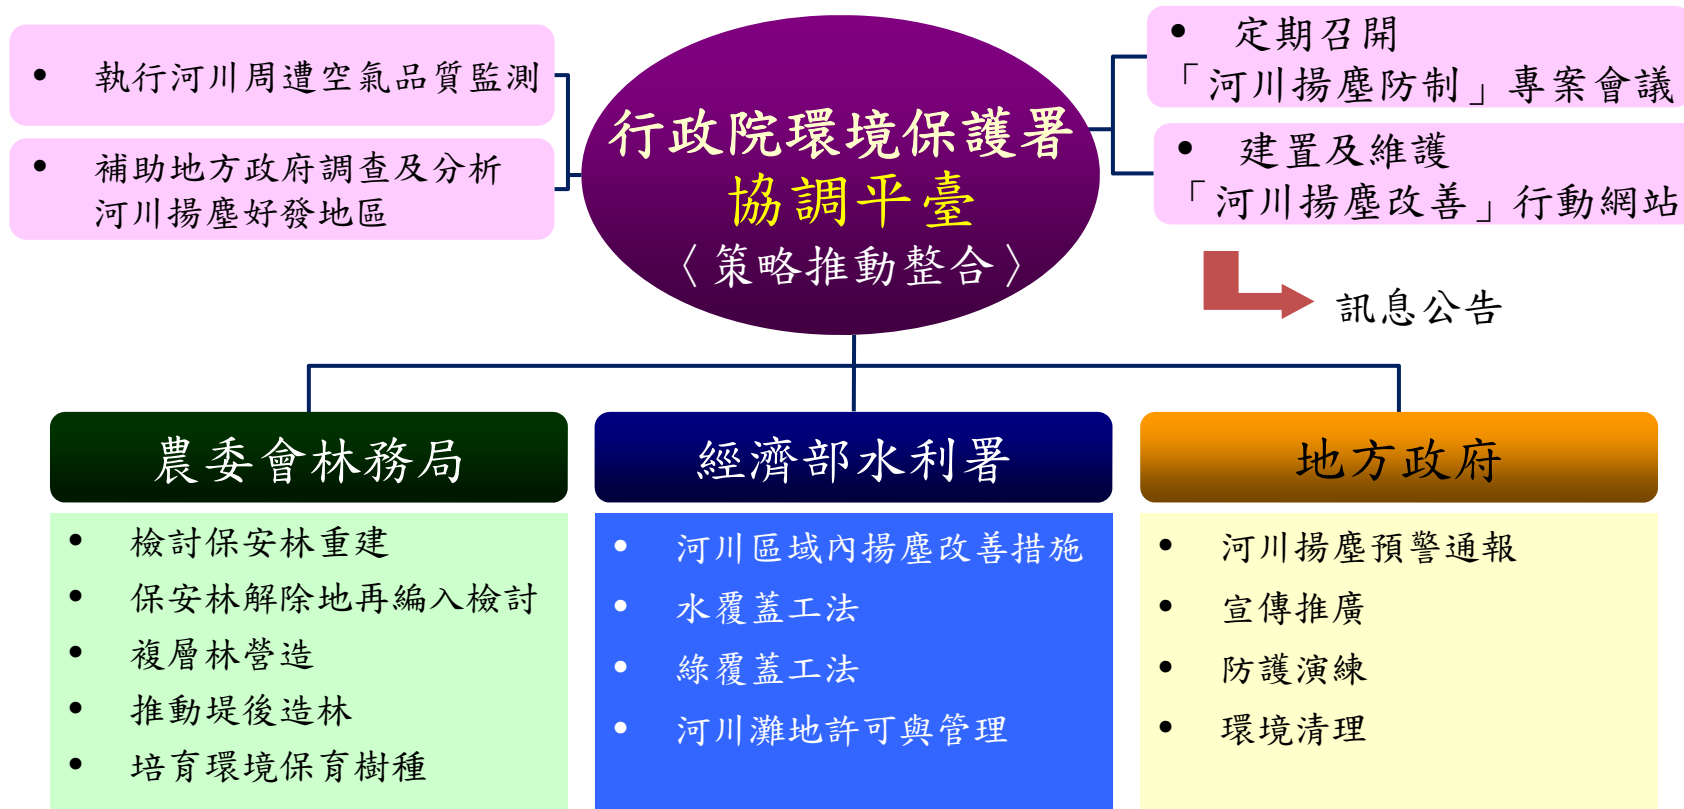 • 執行河川周遭空氣品質監測
• 補助地方政府調查及分析
河川揚塵好發地區
行政院環境保護署
協調平臺
〈策略推動整合〉
• 定期召開
「河川揚塵防制」專案會議
• 建置及維護
「河川揚塵改善」行動網站
訊息公告
農委會林務局
• 檢討保安林重建
• 保安林解除地再編入檢討
• 複層林營造
• 推動堤後造林
• 培育環境保育樹種
經濟部水利署
• 河川區域內揚塵改善措施
• 水覆蓋工法
• 綠覆蓋工法
• 河川灘地許可與管理
地方政府
• 河川揚塵預警通報
• 宣傳推廣
• 防護演練
• 環境清理